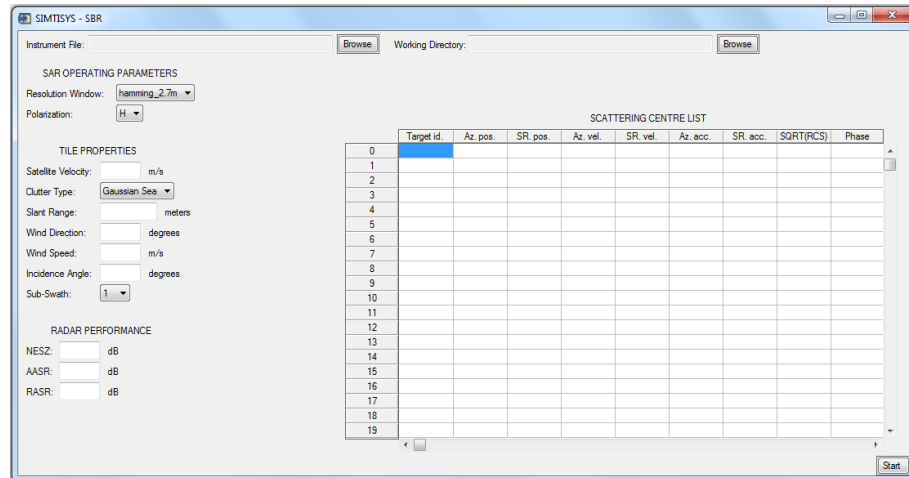 SIMTISYS - SBR
Instrument File: Browse Working Directory: Browse
SAR OPERATING PARAMETERS
Resolution Window: hamming_2.7m
Polarization: H
TILE PROPERTIES
Satellite Velocity: m/s
Clutter Type: Gaussian Sea
Slant Range: meters
Wind Direction: degrees
Wind Speed: m/s
Incidence Angle: degrees
Sub-Swath: 1
RADAR PERFORMANCE
NESZ: dB
AASR: dB
RASR: dB
SCATTERING CENTRE LIST
Target id. Az. pos. SR. pos. Az. vel. SR. vel. Az. acc. SR. acc. SQRT(RCS) Phase
0
1
2
3
4
5
6
7
8
9
10
11
12
13
14
15
16
17
18
19
Start